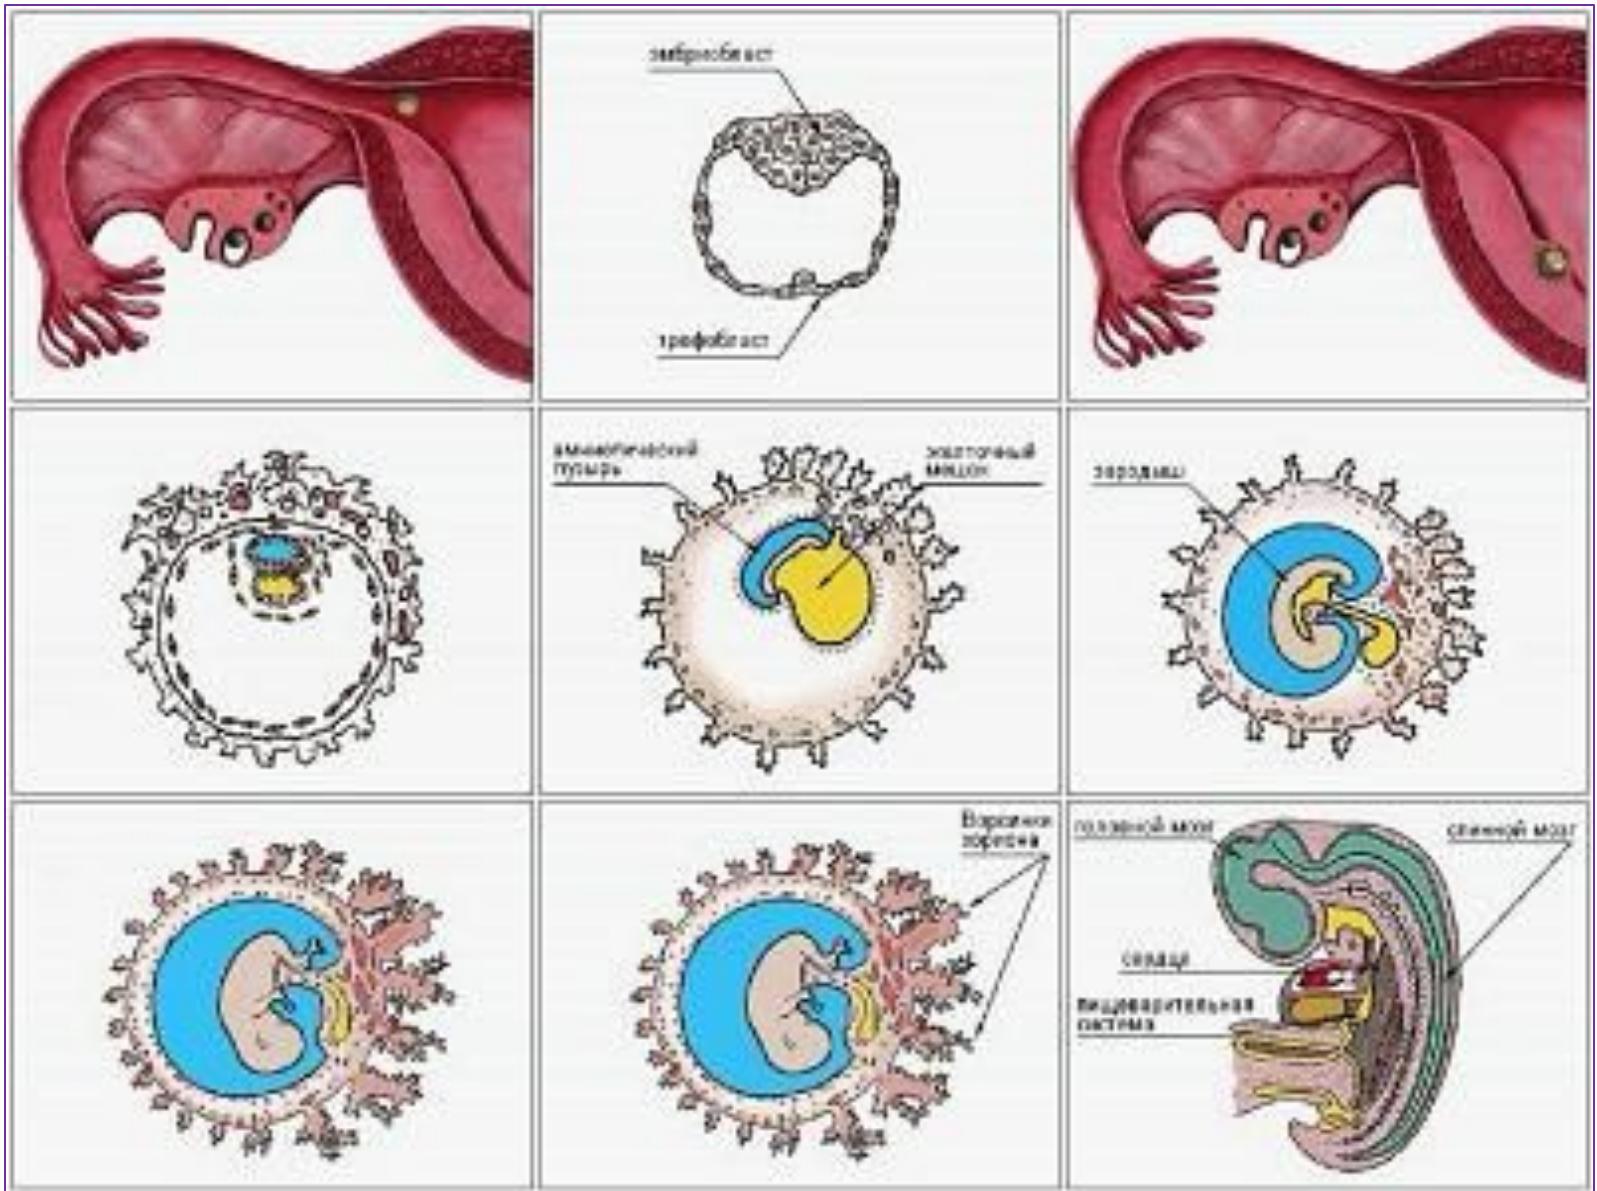 эмбриобласт
трофобласт
амниотический
пузырь
желточный
мешок
зародыш
Ворсинки
хориона
головной мозг
спинной мозг
сердце
пищеварительная
система